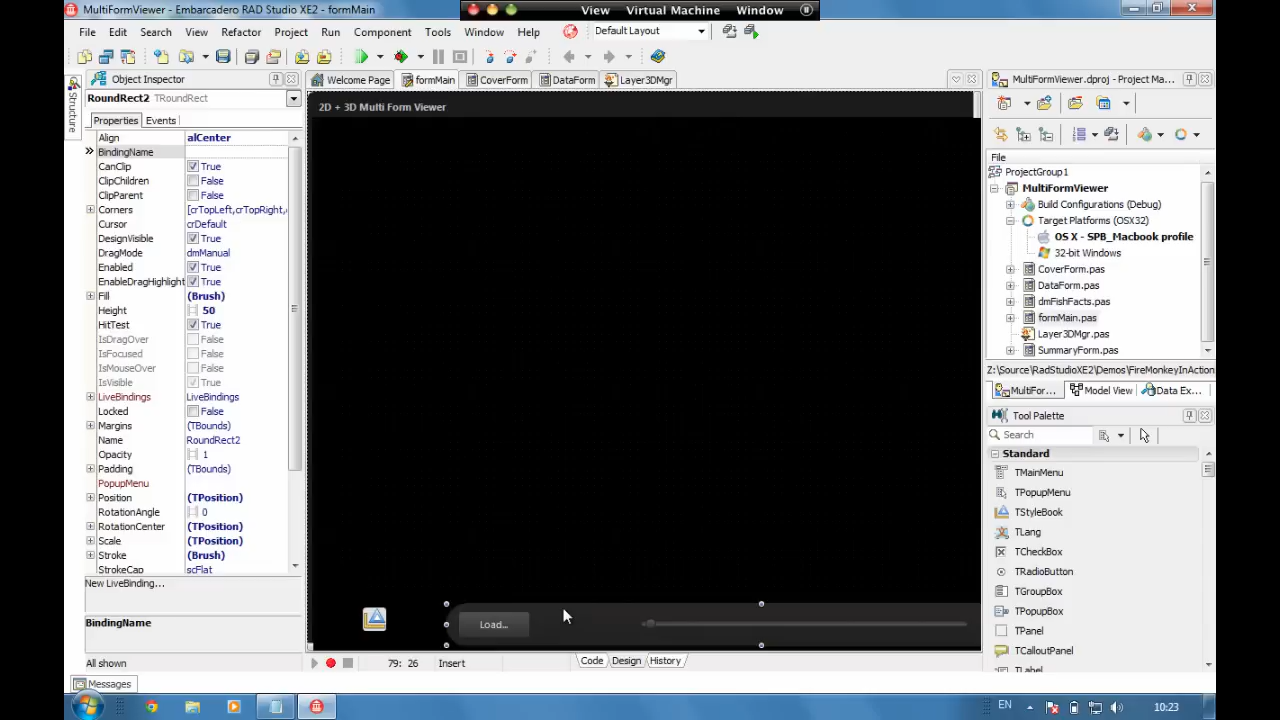 MultiFormViewer - Embarcadero RAD Studio XE2 - formMain
View Virtual Machine Window
File Edit Search View Refactor Project Run Component Tools Window Help
Default Layout
Structure
Object Inspector
RoundRect2 TRoundRect
Properties Events
Align alCenter
BindingName
CanClip True
ClipChildren False
ClipParent False
Corners [crTopLeft,crTopRight,
Cursor crDefault
DesignVisible True
DragMode dmManual
Enabled True
EnableDragHighlight True
Fill (Brush)
Height 50
HitTest True
IsDragOver False
IsFocused False
IsMouseOver False
IsVisible True
LiveBindings LiveBindings
Locked False
Margins (TBounds)
Name RoundRect2
Opacity 1
Padding (TBounds)
PopupMenu
Position (TPosition)
RotationAngle 0
RotationCenter (TPosition)
Scale (TPosition)
Stroke (Brush)
StrokeCap scFlat
New LiveBinding...
BindingName
All shown
Welcome Page formMain CoverForm DataForm Layer3DMgr
2D + 3D Multi Form Viewer
Load...
79: 26 Insert
Code Design History
Messages
MultiFormViewer.dproj - Project Ma...
File
ProjectGroup1
MultiFormViewer
Build Configurations (Debug)
Target Platforms (OSX32)
OS X - SPB_Macbook profile
32-bit Windows
CoverForm.pas
DataForm.pas
dmFishFacts.pas
formMain.pas
Layer3DMgr.pas
SummaryForm.pas
Z:\Source\RadStudioXE2\Demos\FireMonkeyInAction
MultiFor... Model View Data Ex...
Tool Palette
Search
Standard
TMainMenu
TPopupMenu
TStyleBook
TLang
TCheckBox
TRadioButton
TGroupBox
TPopupBox
TPanel
TCalloutPanel
TLabel
EN 10:23